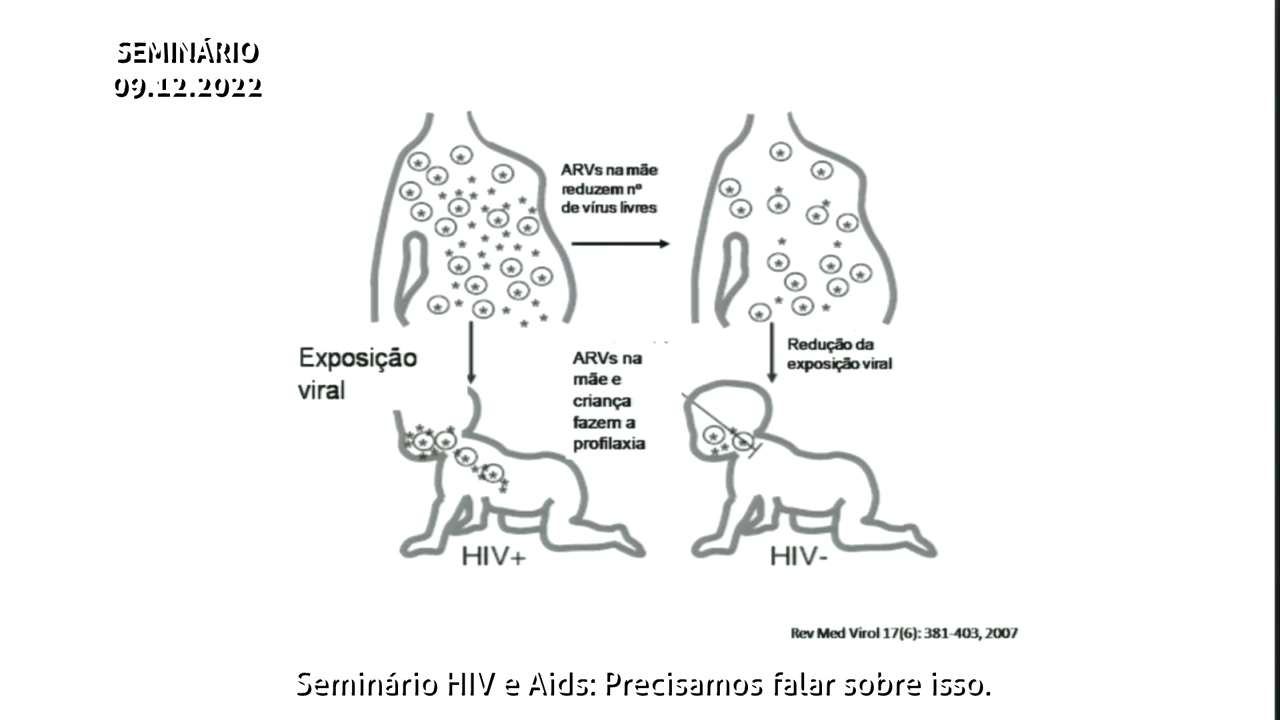 SEMINÁRIO
09.12.2022
ARVs na mãe
reduzem nº
de vírus livres
Exposição
viral
ARVs na
mãe e
criança
fazem a
profilaxia
Redução da
exposição viral
HIV+
HIV-
Rev Med Virol 17(6): 381-403, 2007
Seminário HIV e Aids: Precisamos falar sobre isso.